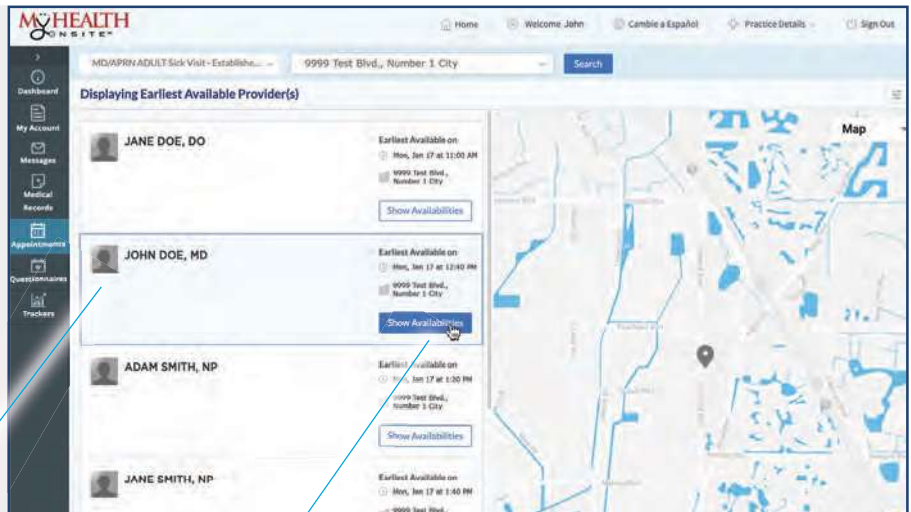 MYHEALTH
ONSITE
Home Welcome John Cambie a Español Practice Details Sign Out
MD/APRN ADULT Sick Visit - Establishe... 9999 Test Blvd., Number 1 City Search
Displaying Earliest Available Provider(s)
Dashboard
My Account
Messages
Medical
Records
Appointments
Questionnaires
Trackers
JANE DOE, DO
Earliest Available on
Mon, Jan 17 at 11:00 AM
9999 Test Blvd.,
Number 1 City
Show Availabilities
JOHN DOE, MD
Earliest Available on
Mon, Jan 17 at 12:40 PM
9999 Test Blvd.,
Number 1 City
Show Availabilities
ADAM SMITH, NP
Earliest Available on
Mon, Jan 17 at 1:20 PM
9999 Test Blvd.,
Number 1 City
Show Availabilities
JANE SMITH, NP
Earliest Available on
Mon, Jan 17 at 1:40 PM
9999 Test Blvd.,
Map